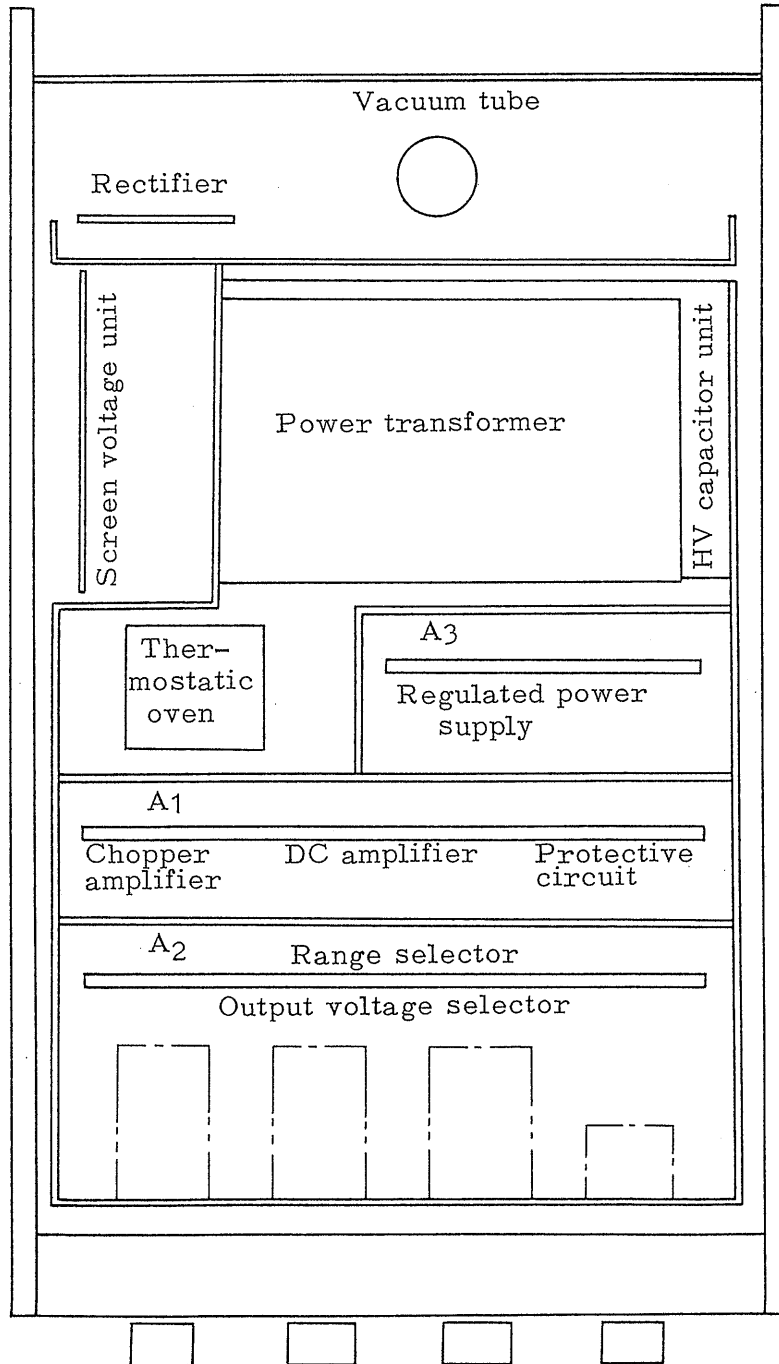 Vacuum tube
Rectifier
Screen voltage unit
Power transformer
HV capacitor unit
Ther-
mostatic
oven
A3
Regulated power
supply
A1
Chopper
amplifier
DC amplifier
Protective
circuit
A2
Range selector
Output voltage selector